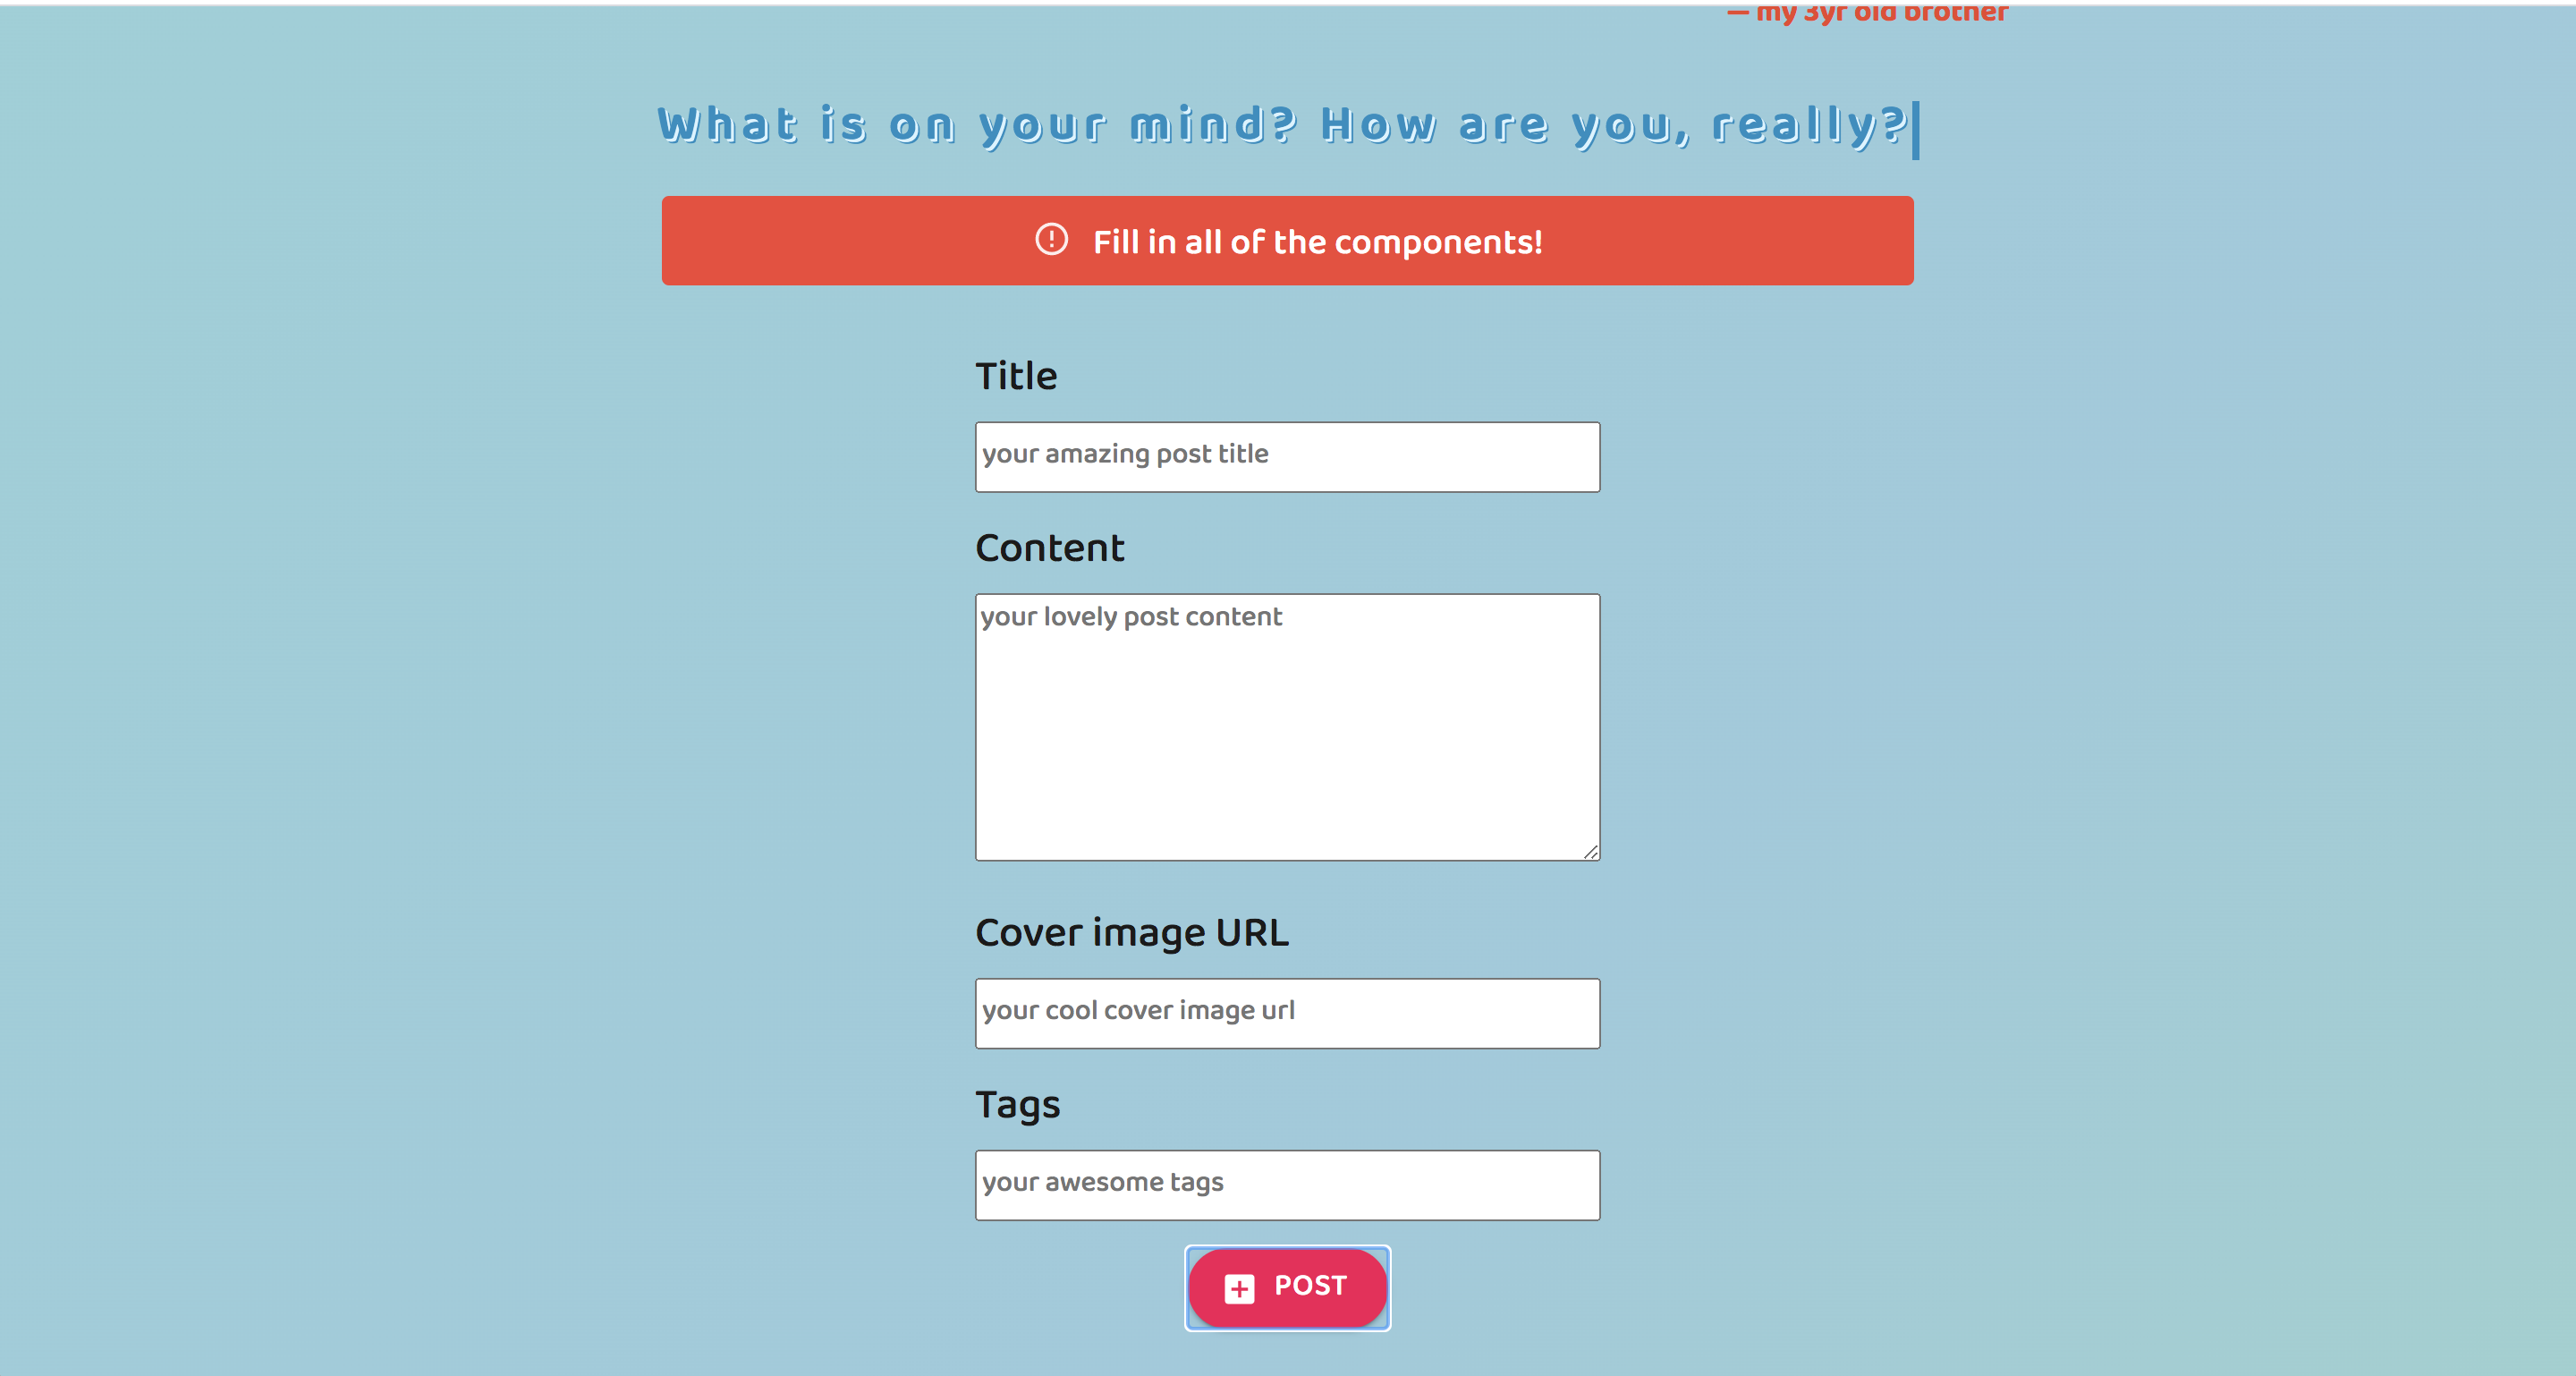 — my 3yr old brother
What is on your mind? How are you, really?
Fill in all of the components!
Title
your amazing post title
Content
your lovely post content
Cover image URL
your cool cover image url
Tags
your awesome tags
POST